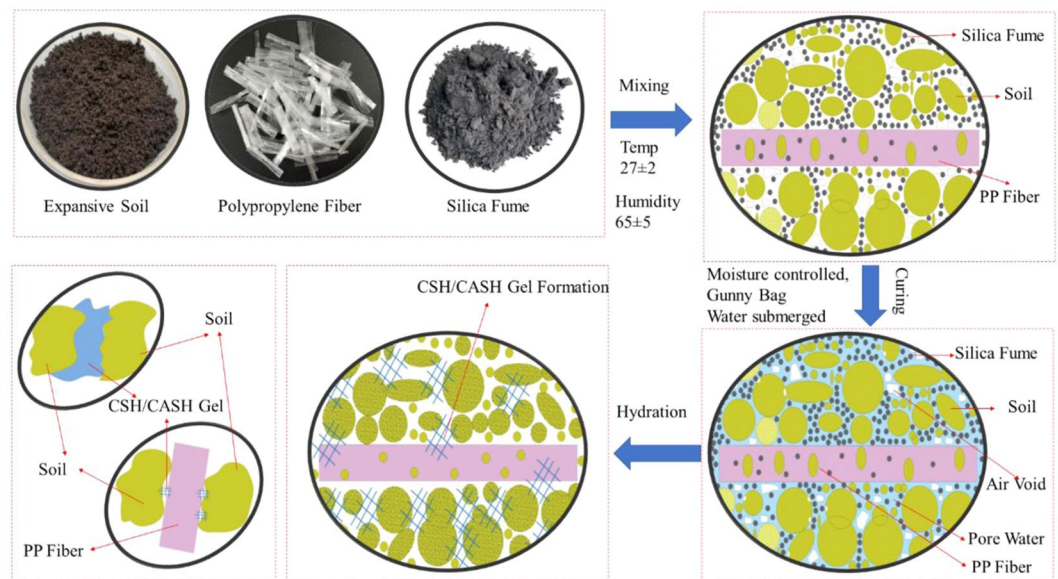 Expansive Soil
Polypropylene Fiber
Silica Fume
Mixing
Temp
27±2
Humidity
65±5
Silica Fume
Soil
PP Fiber
Moisture controlled,
Gunny Bag
Water submerged
Curing
Silica Fume
Soil
Air Void
Pore Water
PP Fiber
Hydration
CSH/CASH Gel Formation
Soil
CSH/CASH Gel
Soil
PP Fiber